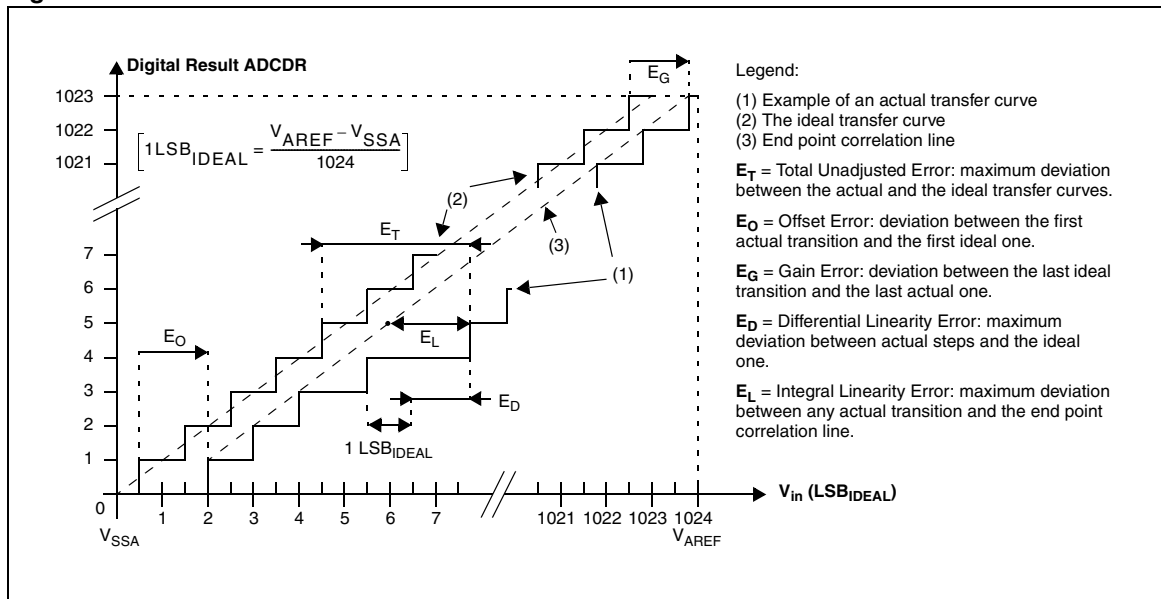 Digital Result ADCDR
E_G
1023
1022
1021
1LSB_IDEAL = (V_AREF – V_SSA) / 1024
(2)
E_T
(3)
(1)
7
6
5
4
3
2
1
0
E_O
E_L
E_D
1 LSB_IDEAL
1 2 3 4 5 6 7 1021 1022 1023 1024
V_in (LSB_IDEAL)
V_SSA
V_AREF
Legend:
(1) Example of an actual transfer curve
(2) The ideal transfer curve
(3) End point correlation line
E_T = Total Unadjusted Error: maximum deviation
between the actual and the ideal transfer curves.
E_O = Offset Error: deviation between the first
actual transition and the first ideal one.
E_G = Gain Error: deviation between the last ideal
transition and the last actual one.
E_D = Differential Linearity Error: maximum
deviation between actual steps and the ideal
one.
E_L = Integral Linearity Error: maximum deviation
between any actual transition and the end point
correlation line.